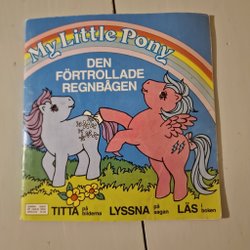 My Little Pony
DEN
FÖRTROLLADE
REGNBÅGEN
TITTA på bilderna LYSSNA på sagan LÄS i boken